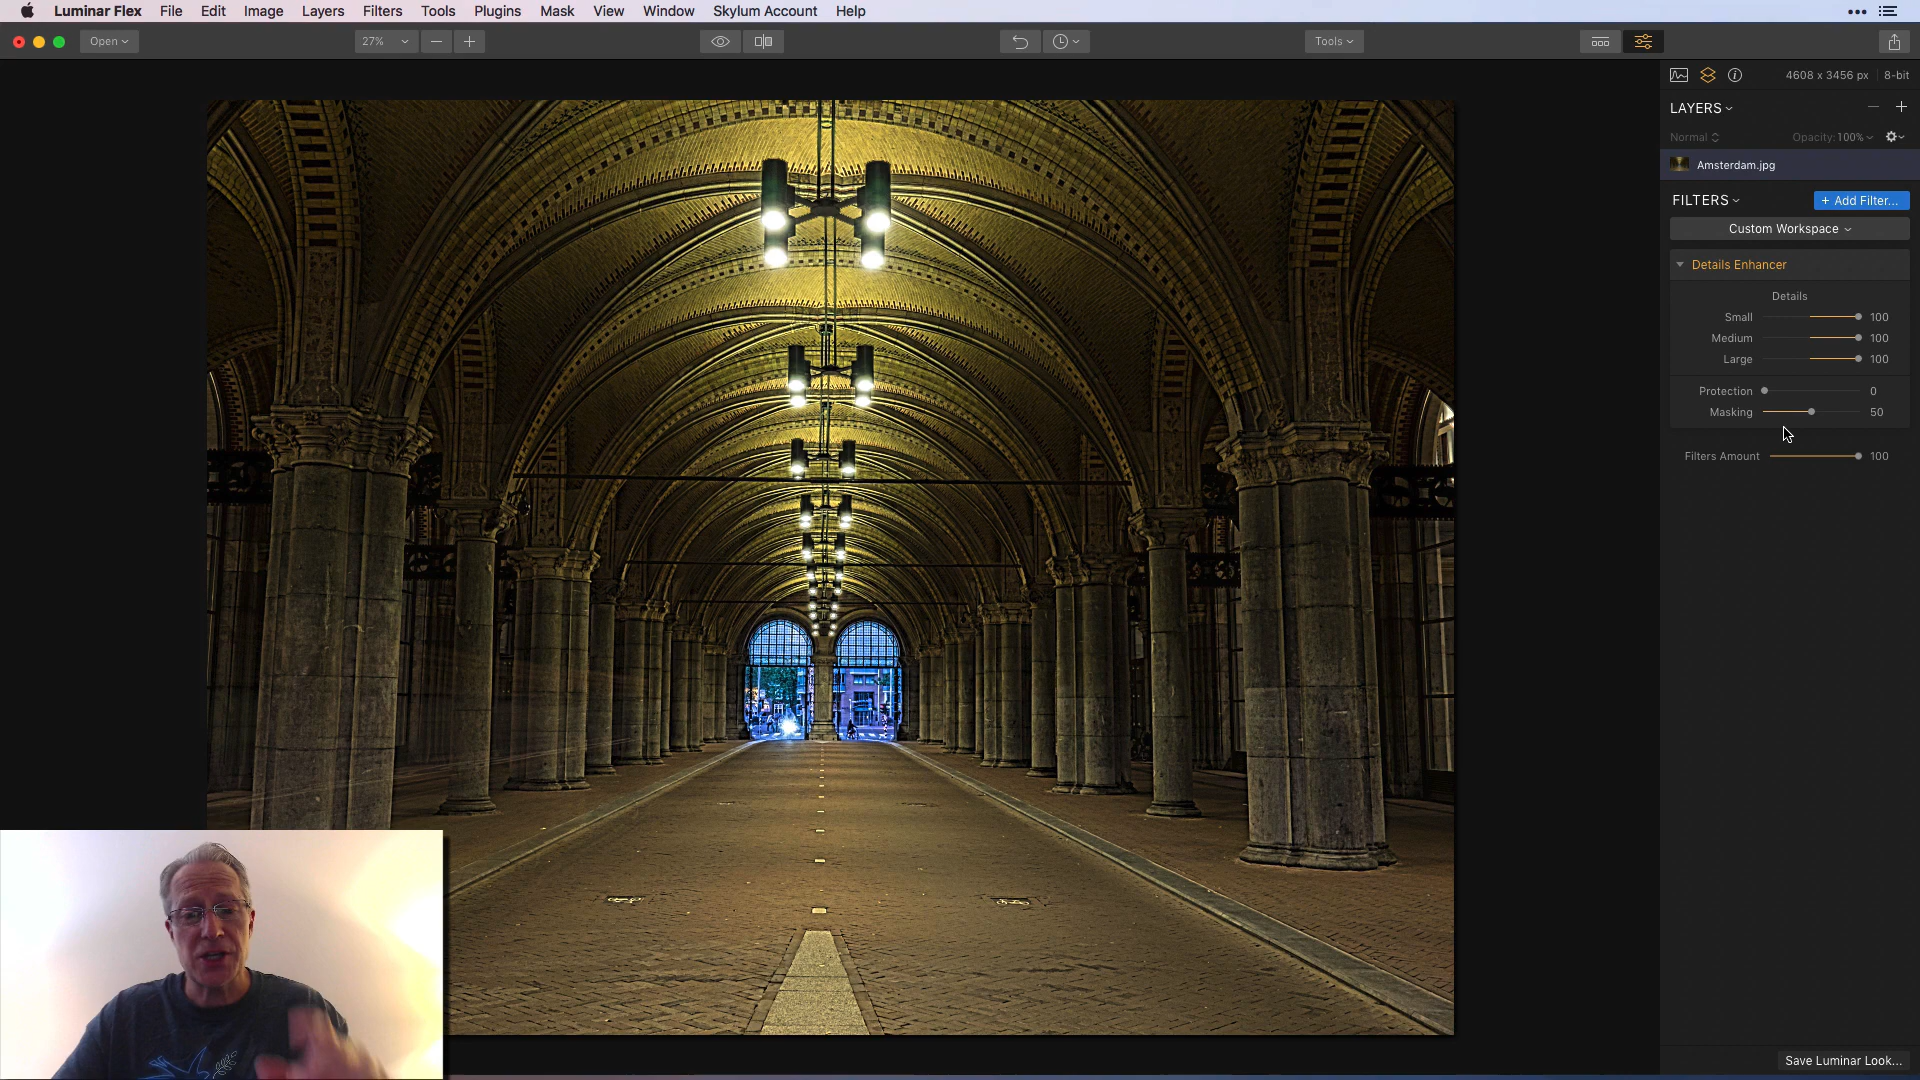 Luminar Flex File Edit Image Layers Filters Tools Plugins Mask View Window Skylum Account Help
Open 27% Tools
4608 x 3456 px 8-bit
LAYERS
Normal Opacity: 100%
Amsterdam.jpg
FILTERS + Add Filter...
Custom Workspace
Details Enhancer
Details
Small 100
Medium 100
Large 100
Protection 0
Masking 50
Filters Amount 100
Save Luminar Look...